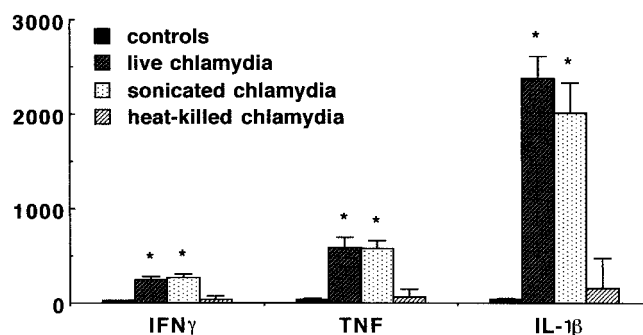 3000
2000
1000
0
controls
live chlamydia
sonicated chlamydia
heat-killed chlamydia
* * * * * *
IFNγ TNF IL-1β